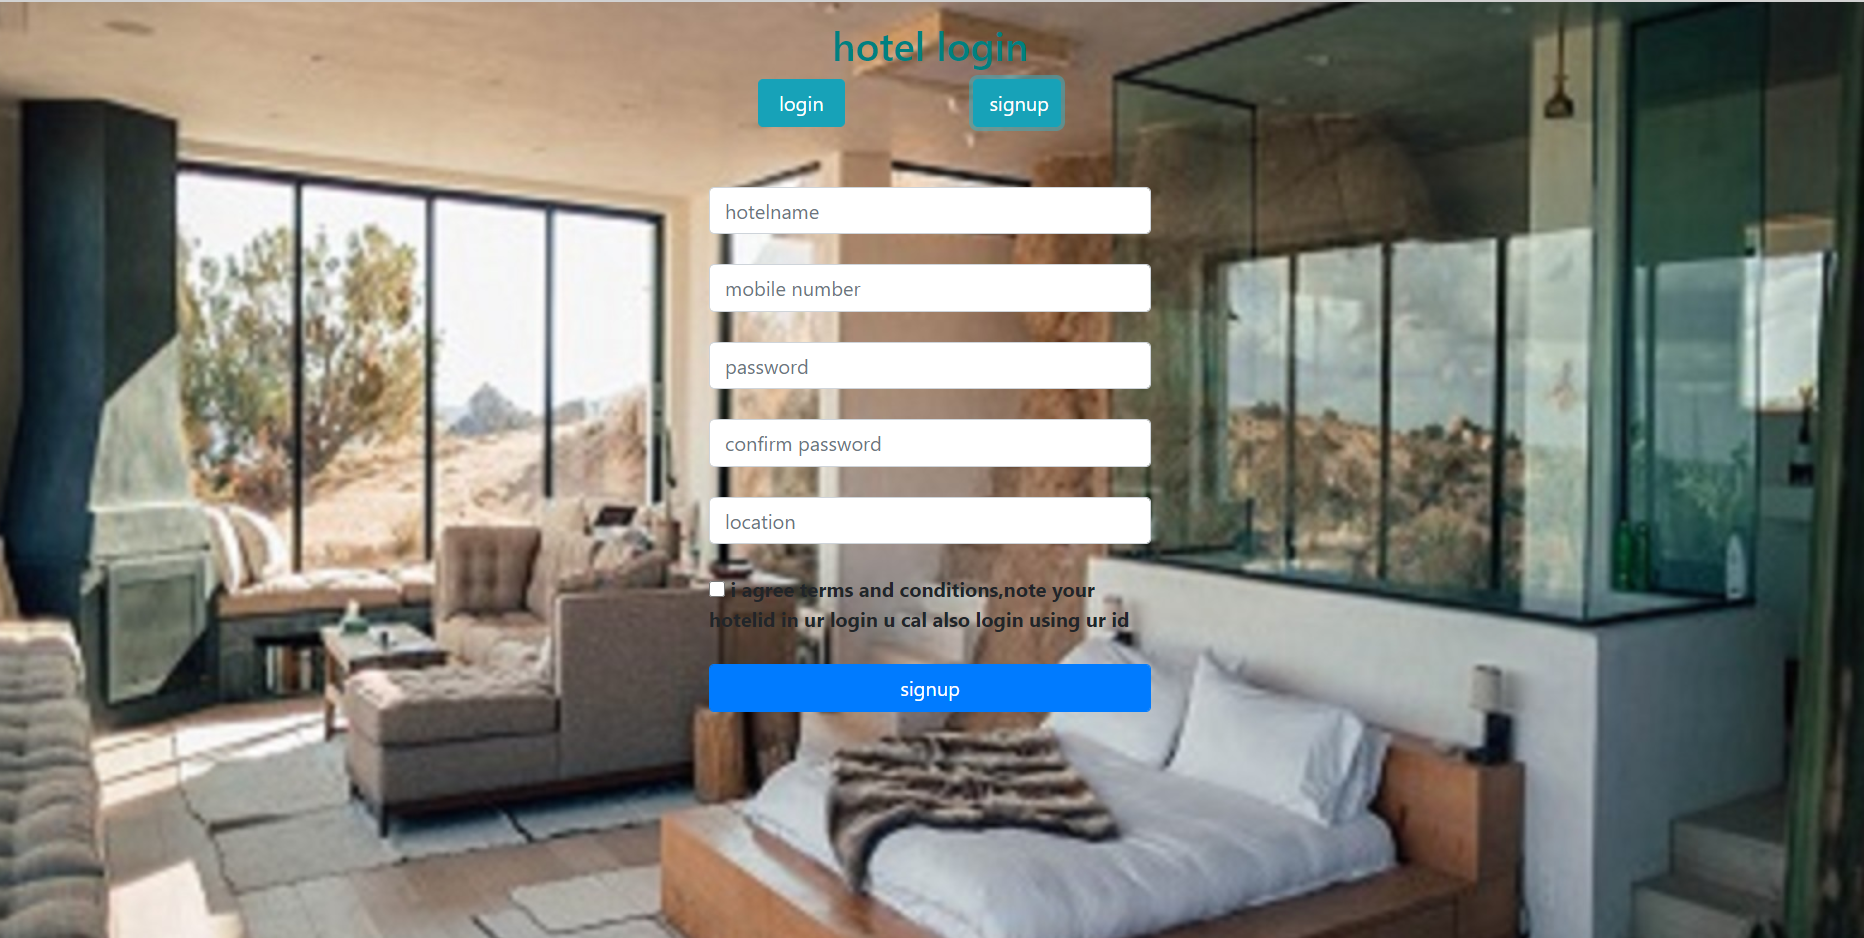 hotel login
login signup
hotelname
mobile number
password
confirm password
location
i agree terms and conditions,note your
hotelid in ur login u cal also login using ur id
signup